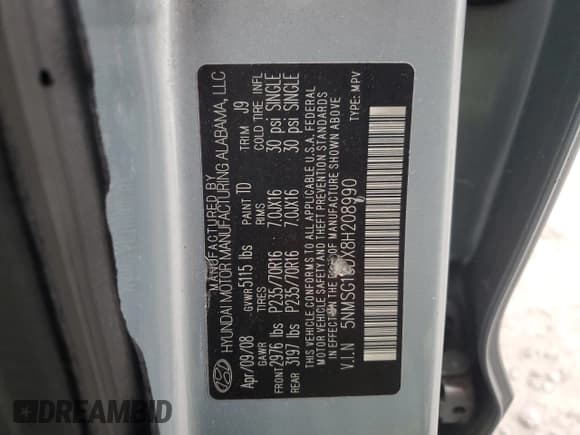 MANUFACTURED BY
HYUNDAI MOTOR MANUFACTURING ALABAMA, LLC
Apr/09/08 GVWR 5115 lbs PAINT TD TRIM J9
GAWR TIRES RIMS COLD TIRE INFL
FRONT 2976 lbs P235/70R16 7.0JX16 30 psi SINGLE
REAR 3197 lbs P235/70R16 7.0JX16 30 psi SINGLE
THIS VEHICLE CONFORMS TO ALL APPLICABLE U.S.A. FEDERAL
MOTOR VEHICLE SAFETY AND THEFT PREVENTION STANDARDS
IN EFFECT ON THE DATE OF MANUFACTURE SHOWN ABOVE
V.I.N TYPE: MPV
DREAMBID